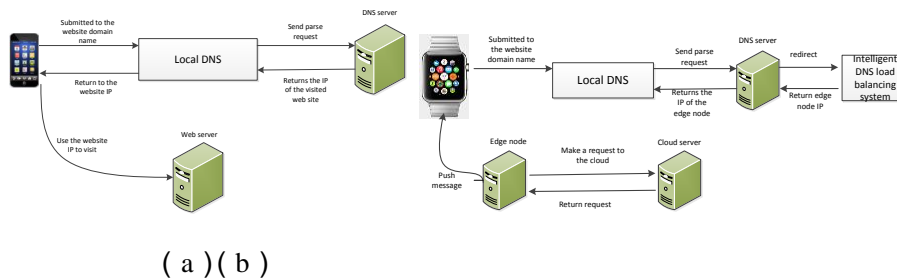 Submitted to the
website domain
name
Local DNS
Send parse
request
DNS server
Return to the
website IP
Returns the IP
of the visited
web site
Use the website
IP to visit
Web server
Submitted to
the website
domain name
Local DNS
Send parse
request
DNS server
redirect
Intelligent
DNS load
balancing
system
Returns the
IP of the
edge node
Return edge
node IP
Edge node
Push
message
Make a request to
the cloud
Cloud server
Return request
( a ) ( b )